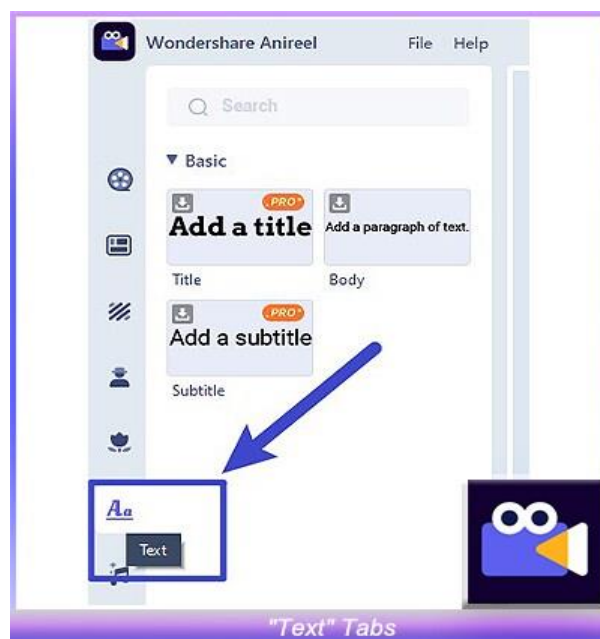 Wondershare Anireel File Help
Search
Basic
PRO
Add a title Add a paragraph of text.
Title Body
PRO
Add a subtitle
Subtitle
Aa
Text
"Text" Tabs